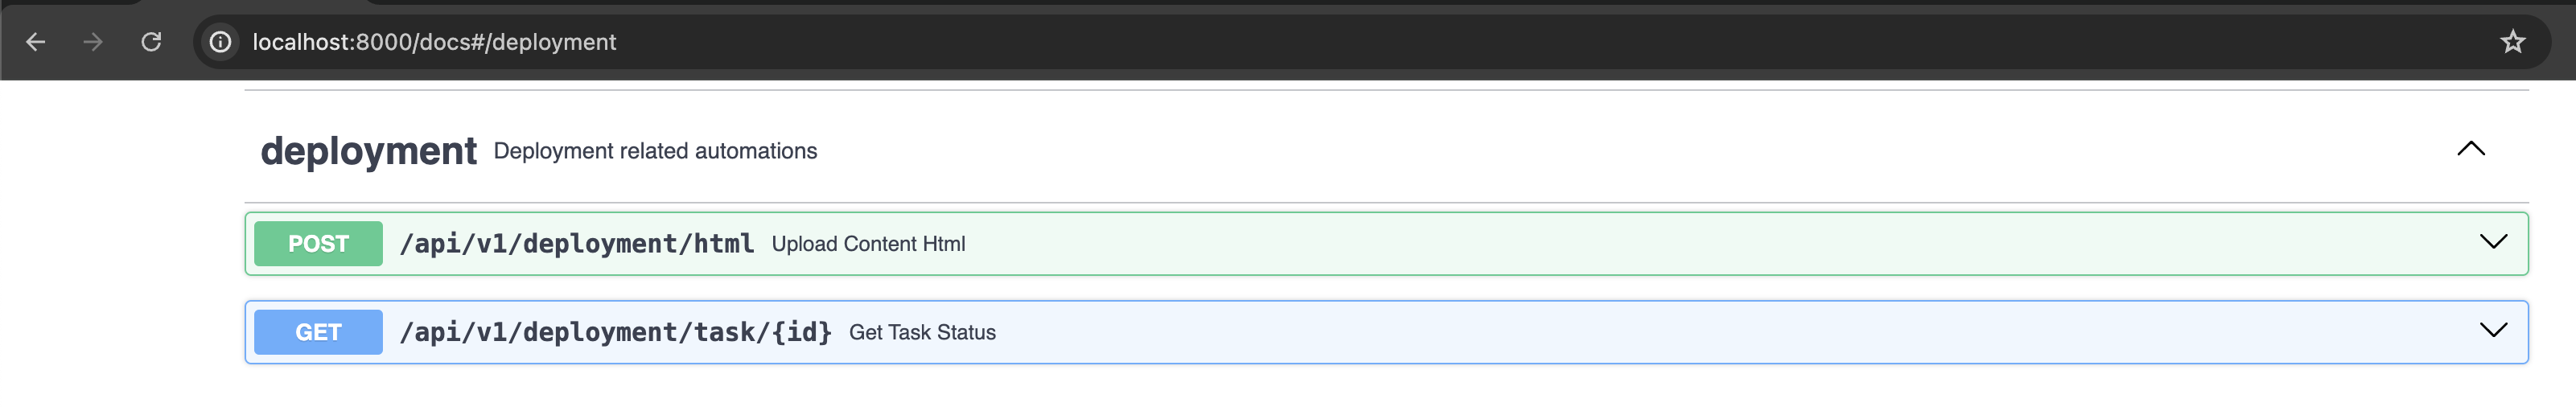 localhost:8000/docs#/deployment
deployment Deployment related automations
POST /api/v1/deployment/html Upload Content Html
GET /api/v1/deployment/task/{id} Get Task Status